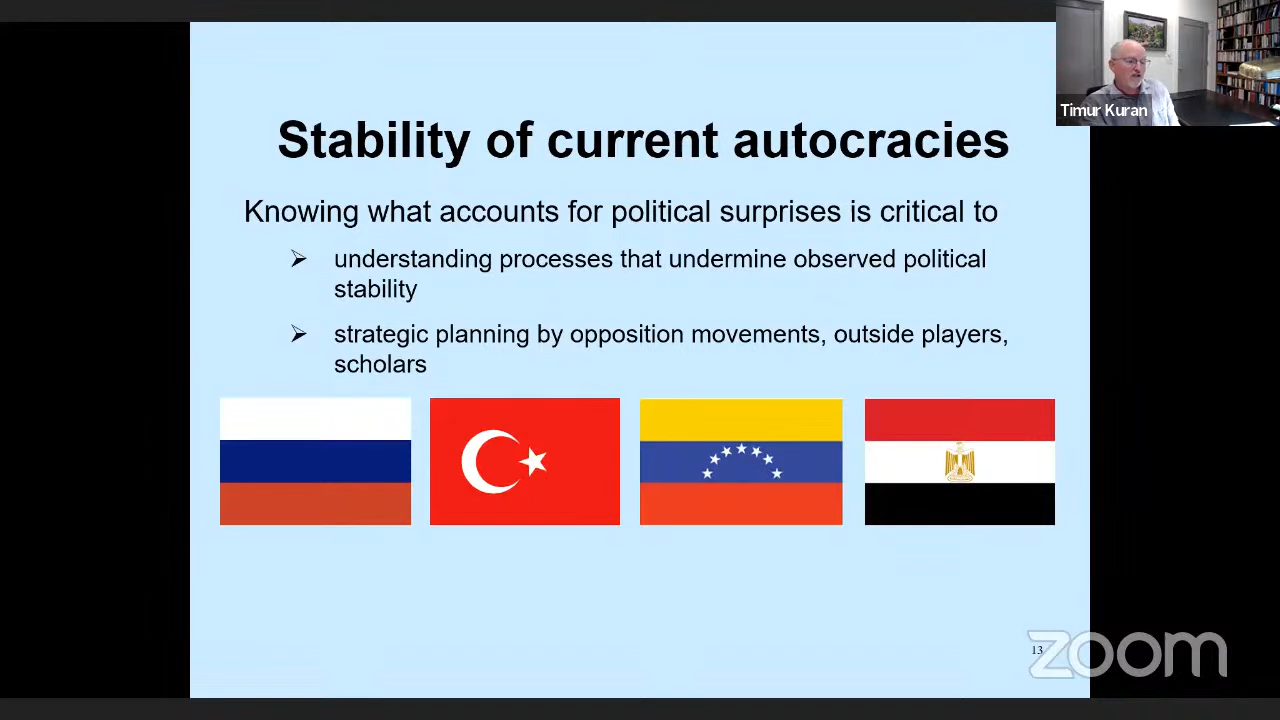 Timur Kuran
Stability of current autocracies
Knowing what accounts for political surprises is critical to
➢ understanding processes that undermine observed political
stability
➢ strategic planning by opposition movements, outside players,
scholars
13
zoom